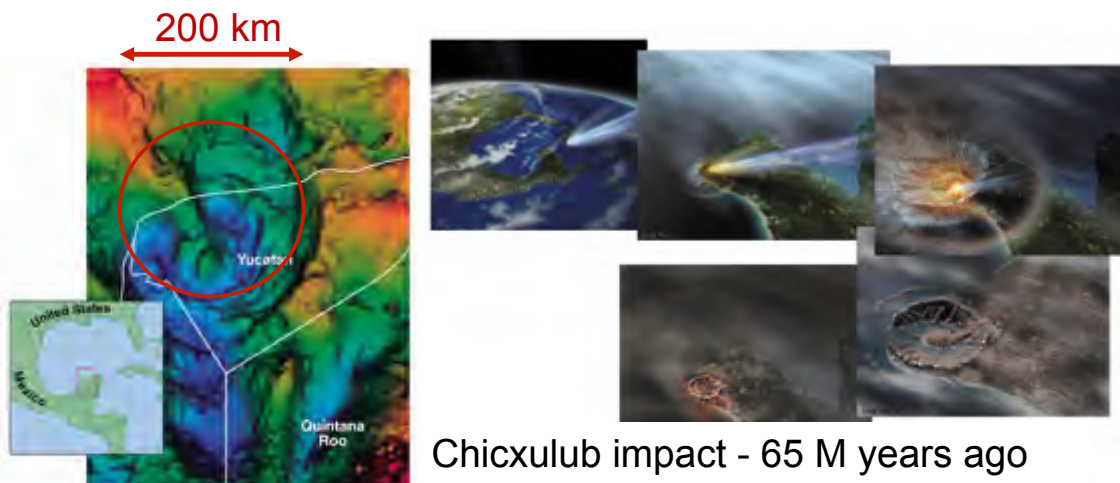 200 km
Yucatan
United States
Mexico
Quintana
Roo
Chicxulub impact - 65 M years ago